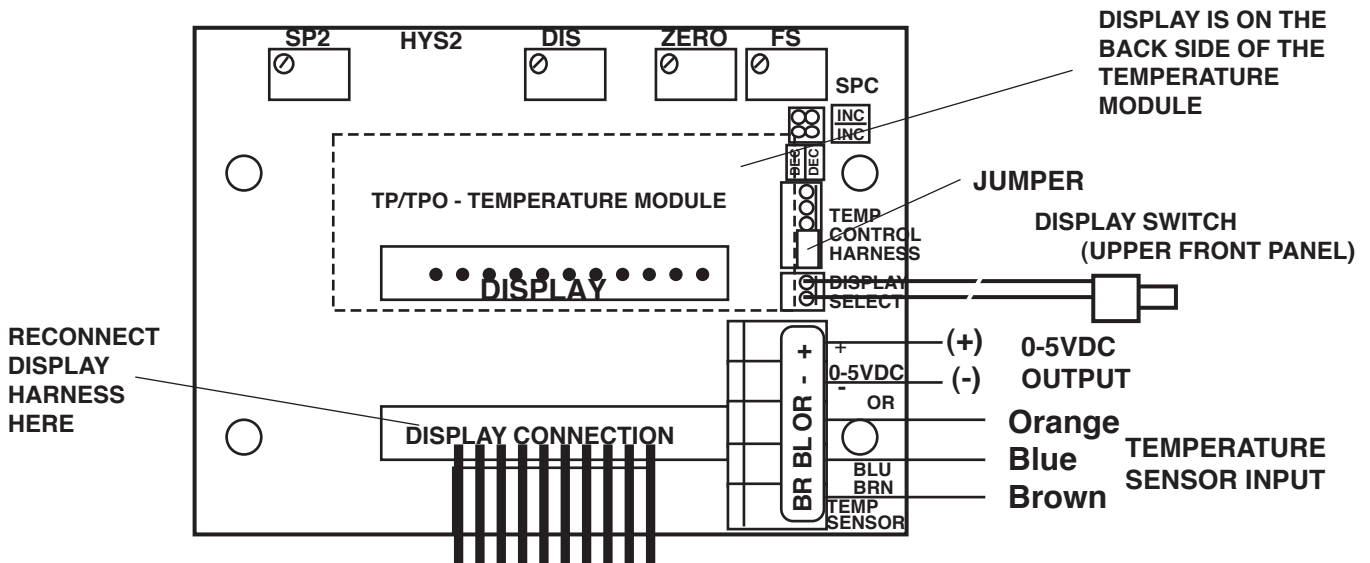 SP2
HYS2
DIS
ZERO
FS
DISPLAY IS ON THE
BACK SIDE OF THE
TEMPERATURE
MODULE
SPC
INC
INC
DEC
DEC
TP/TPO - TEMPERATURE MODULE
JUMPER
TEMP
CONTROL
HARNESS
DISPLAY SWITCH
(UPPER FRONT PANEL)
DISPLAY
DISPLAY
SELECT
RECONNECT
DISPLAY
HARNESS
HERE
BR BL OR - +
+
0-5VDC
-
(+)
(-)
0-5VDC
OUTPUT
OR
Orange
DISPLAY CONNECTION
BLU
BRN
Blue
Brown
TEMPERATURE
SENSOR INPUT
TEMP
SENSOR